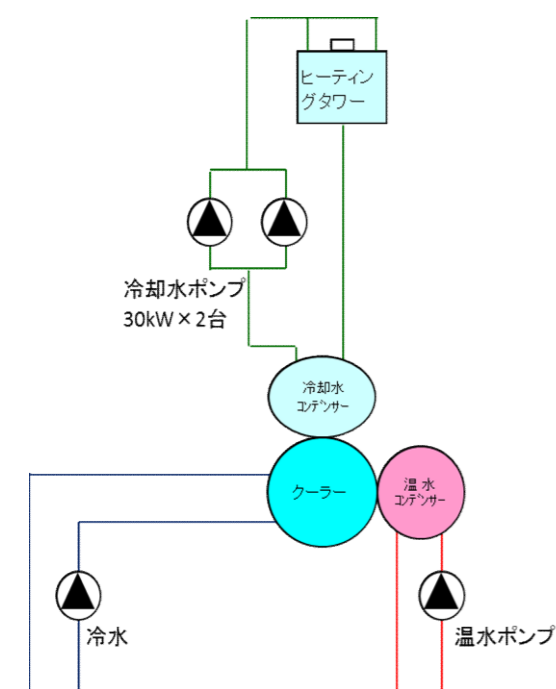 ヒーティン
グタワー
冷却水ポンプ
30kW×2台
冷却水
コンデンサー
クーラー
温水
コンデンサー
冷水
温水ポンプ